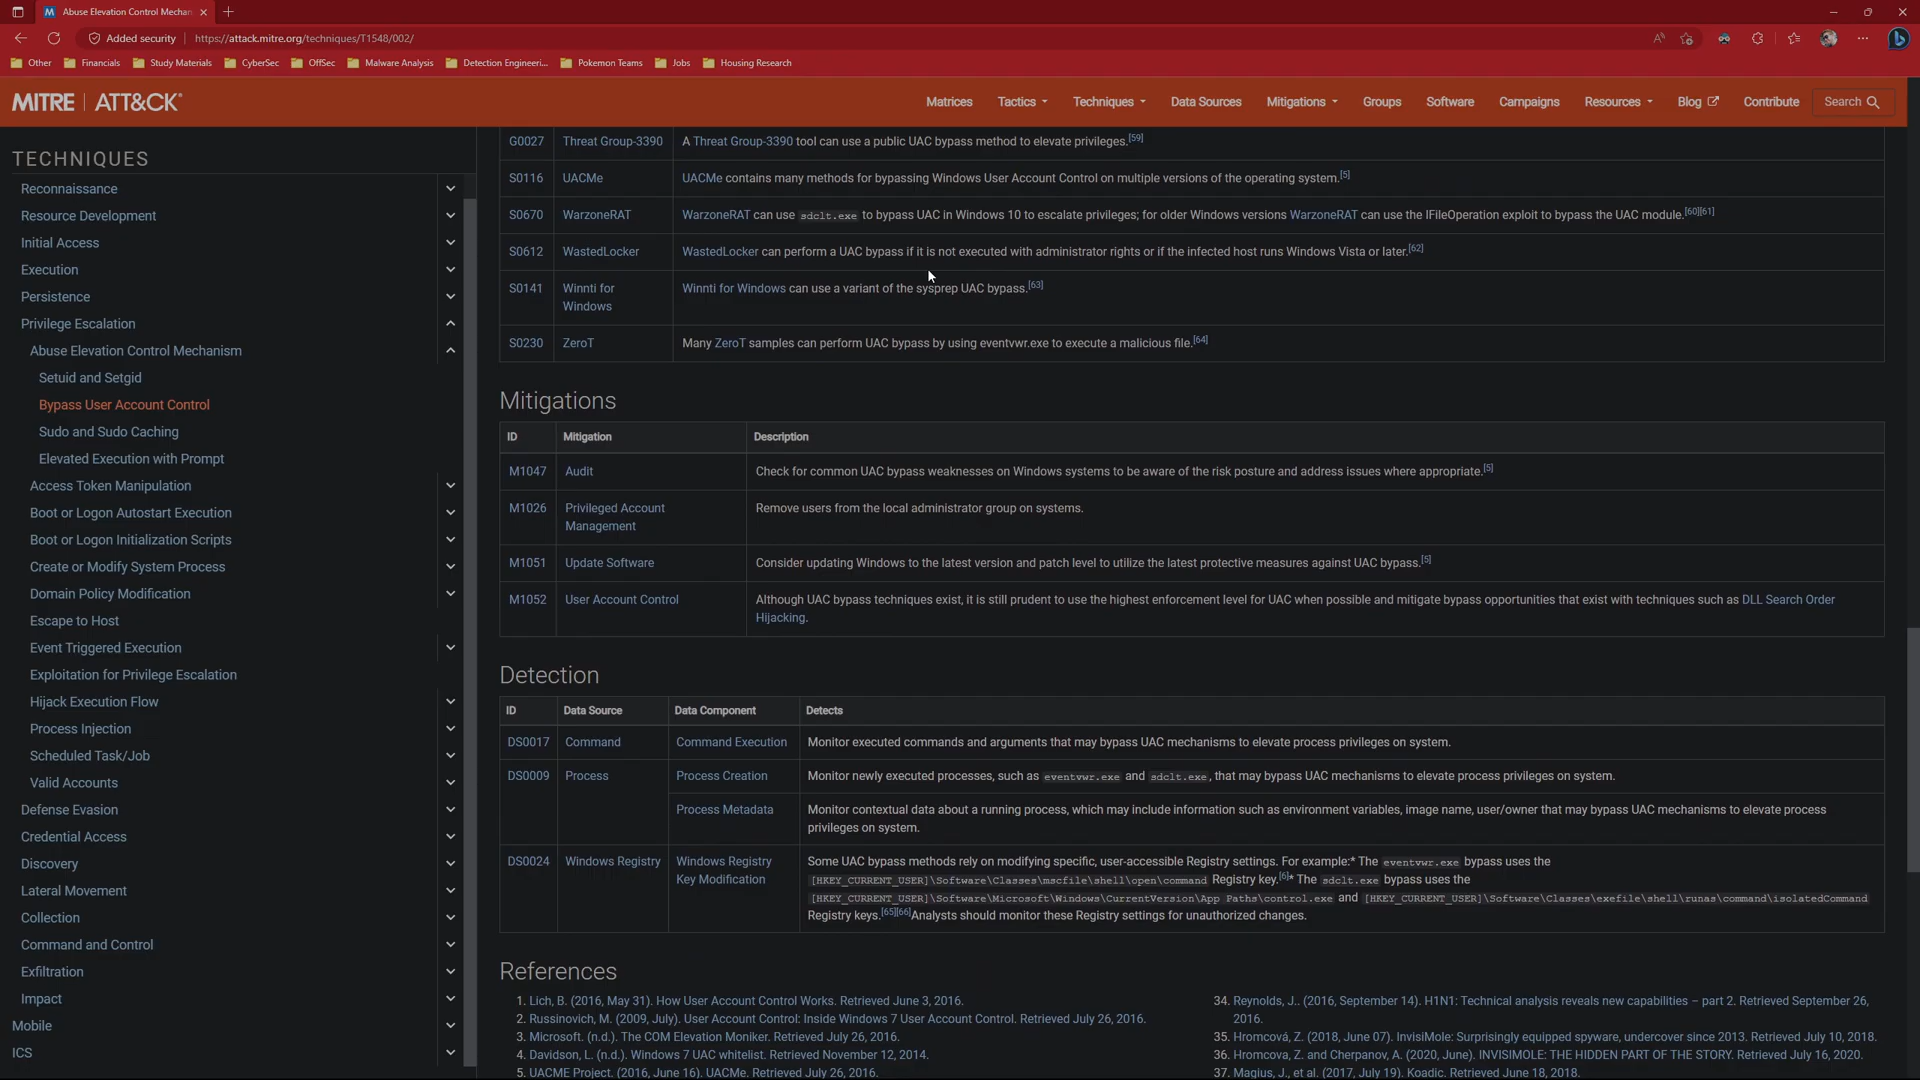 Abuse Elevation Control Mechan
Added security
https://attack.mitre.org/techniques/T1548/002/
Other Financials Study Materials CyberSec OffSec Malware Analysis Detection Engineeri... Pokemon Teams Jobs Housing Research
MITRE | ATT&CK®
Matrices Tactics Techniques Data Sources Mitigations Groups Software Campaigns Resources Blog Contribute Search
TECHNIQUES
Reconnaissance
Resource Development
Initial Access
Execution
Persistence
Privilege Escalation
Abuse Elevation Control Mechanism
Setuid and Setgid
Bypass User Account Control
Sudo and Sudo Caching
Elevated Execution with Prompt
Access Token Manipulation
Boot or Logon Autostart Execution
Boot or Logon Initialization Scripts
Create or Modify System Process
Domain Policy Modification
Escape to Host
Event Triggered Execution
Exploitation for Privilege Escalation
Hijack Execution Flow
Process Injection
Scheduled Task/Job
Valid Accounts
Defense Evasion
Credential Access
Discovery
Lateral Movement
Collection
Command and Control
Exfiltration
Impact
Mobile
ICS
G0027 Threat Group-3390 A Threat Group-3390 tool can use a public UAC bypass method to elevate privileges.[59]
S0116 UACMe UACMe contains many methods for bypassing Windows User Account Control on multiple versions of the operating system.[5]
S0670 WarzoneRAT WarzoneRAT can use sdclt.exe to bypass UAC in Windows 10 to escalate privileges; for older Windows versions WarzoneRAT can use the IFileOperation exploit to bypass the UAC module.[60][61]
S0612 WastedLocker WastedLocker can perform a UAC bypass if it is not executed with administrator rights or if the infected host runs Windows Vista or later.[62]
S0141 Winnti for Winnti for Windows can use a variant of the sysprep UAC bypass.[63]
Windows
S0230 ZeroT Many ZeroT samples can perform UAC bypass by using eventvwr.exe to execute a malicious file.[64]
Mitigations
ID Mitigation Description
M1047 Audit Check for common UAC bypass weaknesses on Windows systems to be aware of the risk posture and address issues where appropriate.[5]
M1026 Privileged Account Remove users from the local administrator group on systems.
Management
M1051 Update Software Consider updating Windows to the latest version and patch level to utilize the latest protective measures against UAC bypass.[5]
M1052 User Account Control Although UAC bypass techniques exist, it is still prudent to use the highest enforcement level for UAC when possible and mitigate bypass opportunities that exist with techniques such as DLL Search Order
Hijacking.
Detection
ID Data Source Data Component Detects
DS0017 Command Command Execution Monitor executed commands and arguments that may bypass UAC mechanisms to elevate process privileges on system.
DS0009 Process Process Creation Monitor newly executed processes, such as eventvwr.exe and sdclt.exe, that may bypass UAC mechanisms to elevate process privileges on system.
Process Metadata Monitor contextual data about a running process, which may include information such as environment variables, image name, user/owner that may bypass UAC mechanisms to elevate process
privileges on system.
DS0024 Windows Registry Windows Registry Some UAC bypass methods rely on modifying specific, user-accessible Registry settings. For example:* The eventvwr.exe bypass uses the
Key Modification [HKEY_CURRENT_USER]\Software\Classes\mscfile\shell\open\command Registry key.[6]* The sdclt.exe bypass uses the
[HKEY_CURRENT_USER]\Software\Microsoft\Windows\CurrentVersion\App Paths\control.exe and [HKEY_CURRENT_USER]\Software\Classes\exefile\shell\runas\command\isolatedCommand
Registry keys.[65][66]Analysts should monitor these Registry settings for unauthorized changes.
References
1. Lich, B. (2016, May 31). How User Account Control Works. Retrieved June 3, 2016.
2. Russinovich, M. (2009, July). User Account Control: Inside Windows 7 User Account Control. Retrieved July 26, 2016.
3. Microsoft. (n.d.). The COM Elevation Moniker. Retrieved July 26, 2016.
4. Davidson, L. (n.d.). Windows 7 UAC whitelist. Retrieved November 12, 2014.
5. UACME Project. (2016, June 16). UACMe. Retrieved July 26, 2016.
34. Reynolds, J.. (2016, September 14). H1N1: Technical analysis reveals new capabilities – part 2. Retrieved September 26,
2016.
35. Hromcová, Z. (2018, June 07). InvisiMole: Surprisingly equipped spyware, undercover since 2013. Retrieved July 10, 2018.
36. Hromcova, Z. and Cherpanov, A. (2020, June). INVISIMOLE: THE HIDDEN PART OF THE STORY. Retrieved July 16, 2020.
37. Magius, J., et al. (2017, July 19). Koadic. Retrieved June 18, 2018.